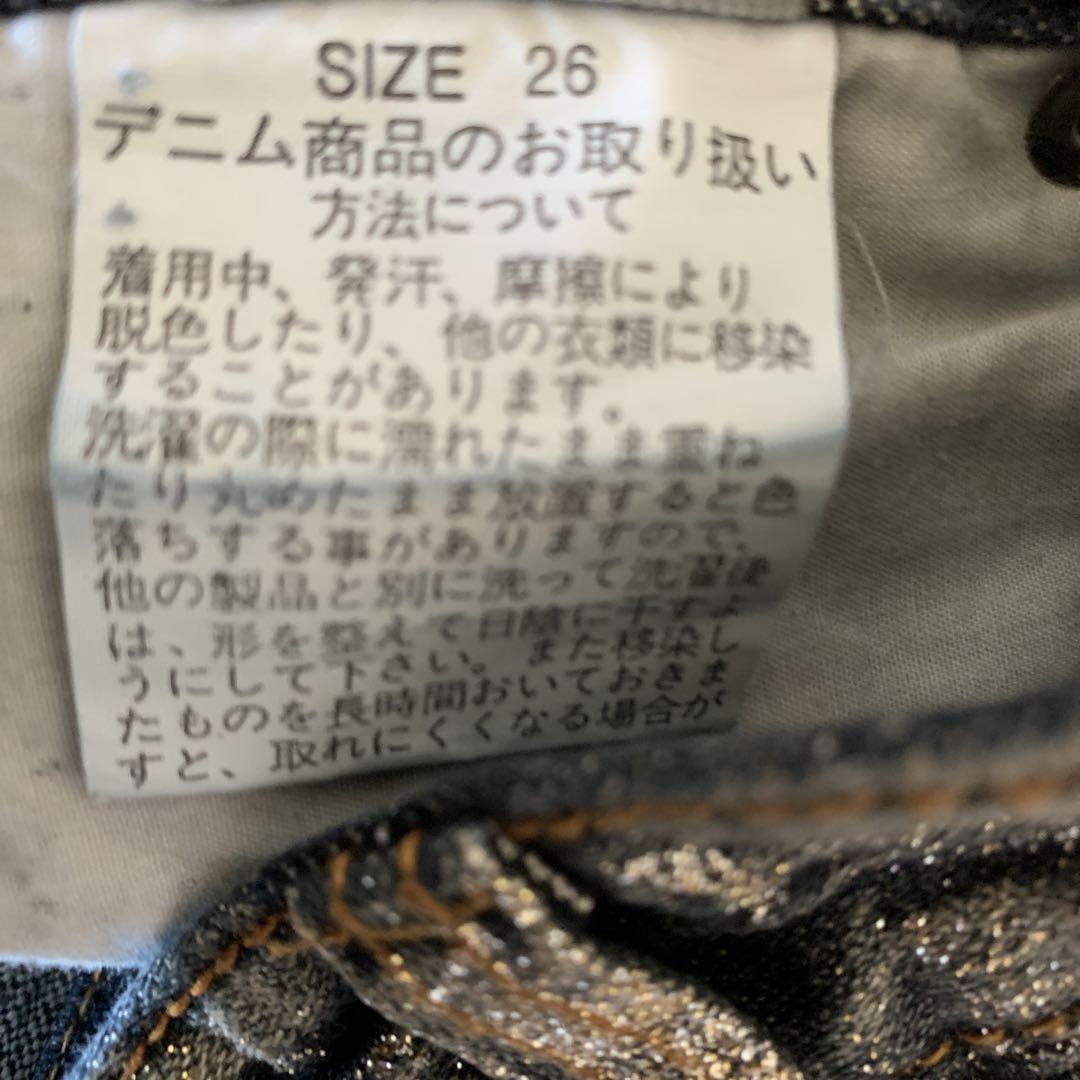 SIZE 26
デニム商品のお取り扱い
方法について
着用中、発汗、摩擦により
脱色したり、他の衣類に移染
することがあります。
洗濯の際に濡れたまま重ね
たり丸めたまま放置すると色
落ちする事がありますので、
他の製品と別に洗って洗濯後
は、形を整えて日陰に干すよ
うにして下さい。また移染し
たものを長時間おいておきま
すと、取れにくくなる場合が